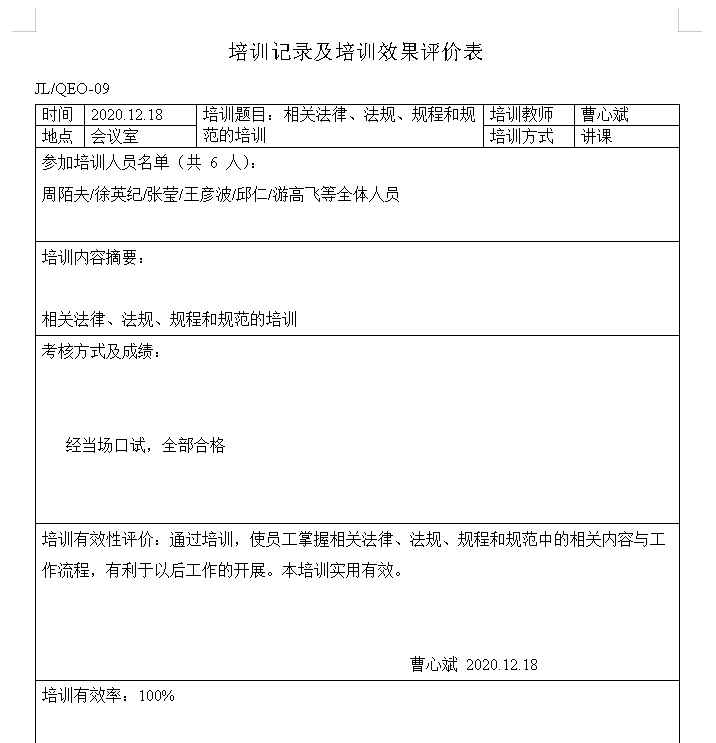 培训记录及培训效果评价表
JL/QEO-09
时间 2020.12.18 培训题目：相关法律、法规、规程和规 培训教师 曹心斌
地点 会议室 范的培训 培训方式 讲课
参加培训人员名单（共 6 人）：
周陌夫/徐英纪/张莹/王彦波/邱仁/游高飞等全体人员
培训内容摘要：
相关法律、法规、规程和规范的培训
考核方式及成绩：
经当场口试，全部合格
培训有效性评价：通过培训，使员工掌握相关法律、法规、规程和规范中的相关内容与工
作流程，有利于以后工作的开展。本培训实用有效。
曹心斌 2020.12.18
培训有效率：100%